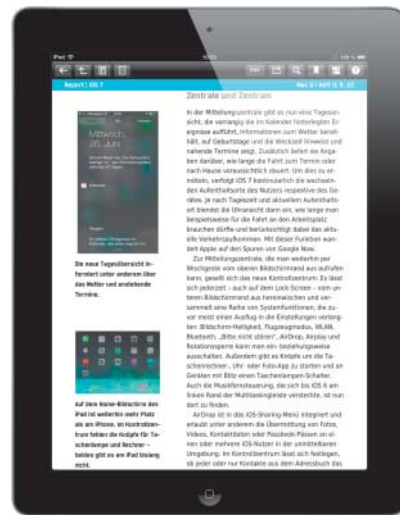 iPad
Report | iOS 7
Zentrale und Zentrum
In der Mitteilungszentrale gibt es nun eine Tagesan-
sicht, die vorrangig die im Kalender hinterlegten Er-
eignisse aufführt, Informationen zum Wetter bereit-
hält, auf Geburtstage und die Weckzeit hinweist und
nahende Termine zeigt. Zusätzlich liefert sie Anga-
ben darüber, wie lange die Fahrt zum Termin oder
nach Hause voraussichtlich dauert. Um dies zu er-
mitteln, verfolgt iOS 7 kontinuierlich die wechseln-
den Aufenthaltsorte des Nutzers respektive des Ge-
rätes. Je nach Tageszeit und aktuellem Aufenthalts-
ort blendet die Ortsansicht dann ein, wie lange man
beispielsweise für die Fahrt an den Arbeitsplatz
brauchen dürfte und berücksichtigt dabei das aktu-
elle Verkehrsaufkommen. Mit dieser Funktion wan-
delt Apple auf den Spuren von Google Now.
Zur Mitteilungszentrale, die man weiterhin per
Wischgeste vom oberen Bildschirmrand aus aufrufen
kann, gesellt sich das neue Kontrollzentrum: Es lässt
sich jederzeit – auch auf dem Lock-Screen – vom un-
teren Bildschirmrand aus hereinwischen und ver-
sammelt eine Reihe von Systemfunktionen, die zu-
vor meist einen Ausflug in die Einstellungen verlang-
ten. Bildschirm-Helligkeit, Flugzeugmodus, WLAN,
Bluetooth, „Bitte nicht stören“, AirDrop, Airplay und
Rotationssperre kann man ein- beziehungsweise
ausschalten. Außerdem gibt es Knöpfe um die Ta-
schenrechner-, Uhr- oder Foto-App zu starten und an
Geräten mit Blitz einen Taschenlampen-Schalter.
Auch die Musikfernsteuerung, die sich bis iOS 6 am
linken Rand der Multitaskingleiste versteckte, ist nun
dort zu finden.
AirDrop ist in das iOS-Sharing-Menü integriert und
erlaubt unter anderem die Übermittlung von Fotos,
Videos, Kontaktdaten oder Passbook-Pässen an ei-
nen oder mehrere iOS-Nutzer in der unmittelbaren
Umgebung. Im Kontrollzentrum lässt sich festlegen,
ob jeder oder nur Kontakte aus dem Adressbuch das
Mittwoch,
26. Juni
Kalender
Die neue Tagesübersicht in-
formiert unter anderem über
das Wetter und anstehende
Termine.
Auf dem Home-Bildschirm des
iPad ist weiterhin mehr Platz
als am iPhone. Im Kontrollzen-
trum fehlen die Knöpfe für Ta-
schenlampe und Rechner –
beides gibt es am iPad bislang
nicht.